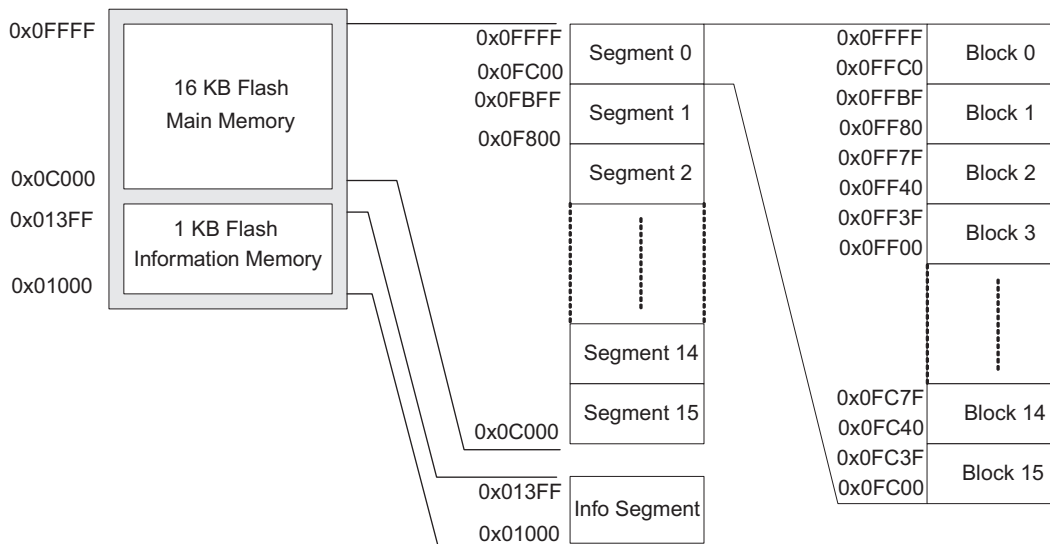 0x0FFFF
16 KB Flash
Main Memory
0x0C000
0x013FF
1 KB Flash
Information Memory
0x01000
0x0FFFF
Segment 0
0x0FC00
0x0FBFF
Segment 1
0x0F800
Segment 2
Segment 14
Segment 15
0x0C000
0x013FF
Info Segment
0x01000
0x0FFFF
Block 0
0x0FFC0
0x0FFBF
Block 1
0x0FF80
0x0FF7F
Block 2
0x0FF40
0x0FF3F
Block 3
0x0FF00
0x0FC7F
Block 14
0x0FC40
0x0FC3F
Block 15
0x0FC00